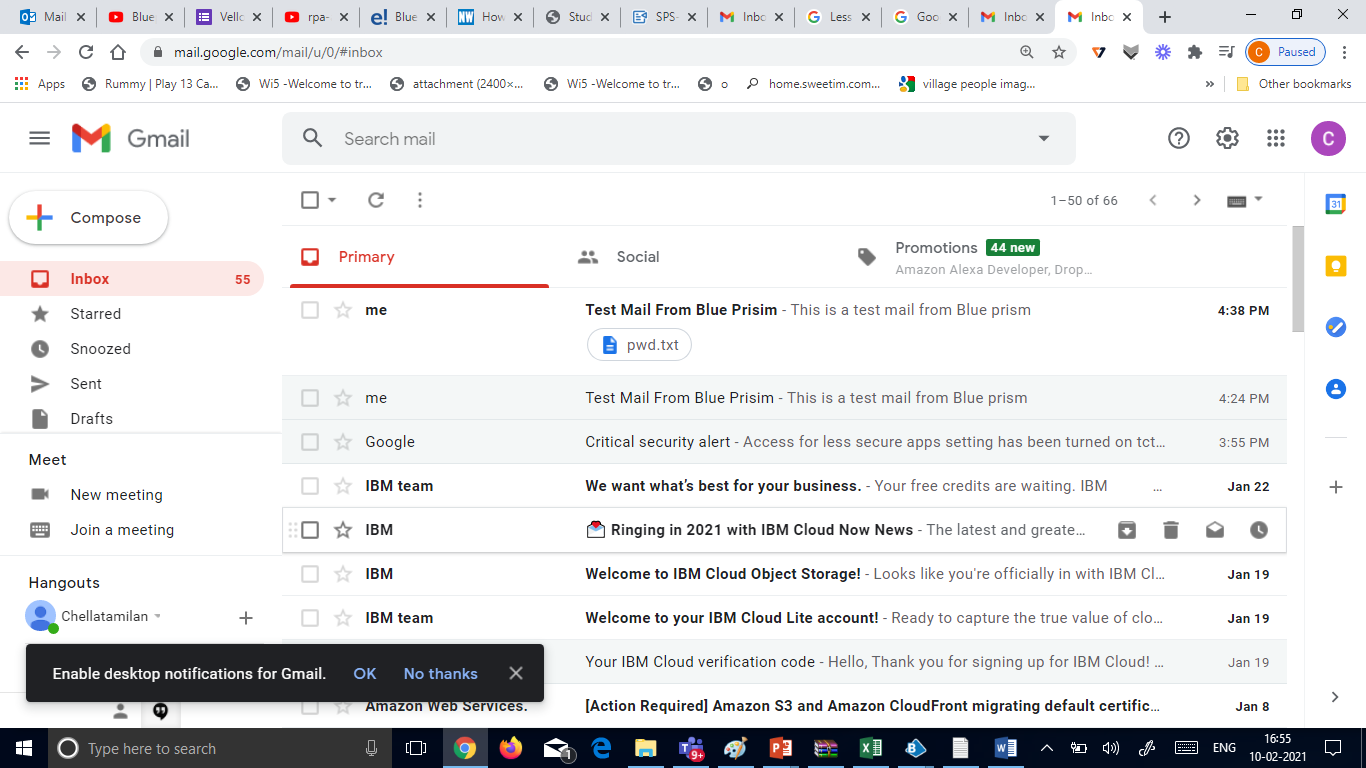 Mail
Blue
Vello
rpa-
Blue
How
Stud
SPS-
Inbo
Less
Goo
Inbo
Inbo
mail.google.com/mail/u/0/#inbox
C Paused
Apps
Rummy | Play 13 Ca...
Wi5 -Welcome to tr...
attachment (2400×...
Wi5 -Welcome to tr...
o
home.sweetim.com...
village people imag...
»
Other bookmarks
Gmail
Search mail
C
Compose
1–50 of 66
31
Primary
Social
Promotions 44 new
Amazon Alexa Developer, Drop...
Inbox 55
Starred
Snoozed
Sent
Drafts
me Test Mail From Blue Prisim - This is a test mail from Blue prism 4:38 PM
pwd.txt
me Test Mail From Blue Prisim - This is a test mail from Blue prism 4:24 PM
Google Critical security alert - Access for less secure apps setting has been turned on tct... 3:55 PM
IBM team We want what's best for your business. - Your free credits are waiting. IBM ... Jan 22
IBM Ringing in 2021 with IBM Cloud Now News - The latest and greate...
IBM Welcome to IBM Cloud Object Storage! - Looks like you're officially in with IBM Cl... Jan 19
IBM team Welcome to your IBM Cloud Lite account! - Ready to capture the true value of clo... Jan 19
Your IBM Cloud verification code - Hello, Thank you for signing up for IBM Cloud! ... Jan 19
Amazon Web Services. [Action Required] Amazon S3 and Amazon CloudFront migrating default certific... Jan 8
Meet
New meeting
Join a meeting
Hangouts
Chellatamilan
Enable desktop notifications for Gmail. OK No thanks
Type here to search
1
9+
ENG
16:55
10-02-2021